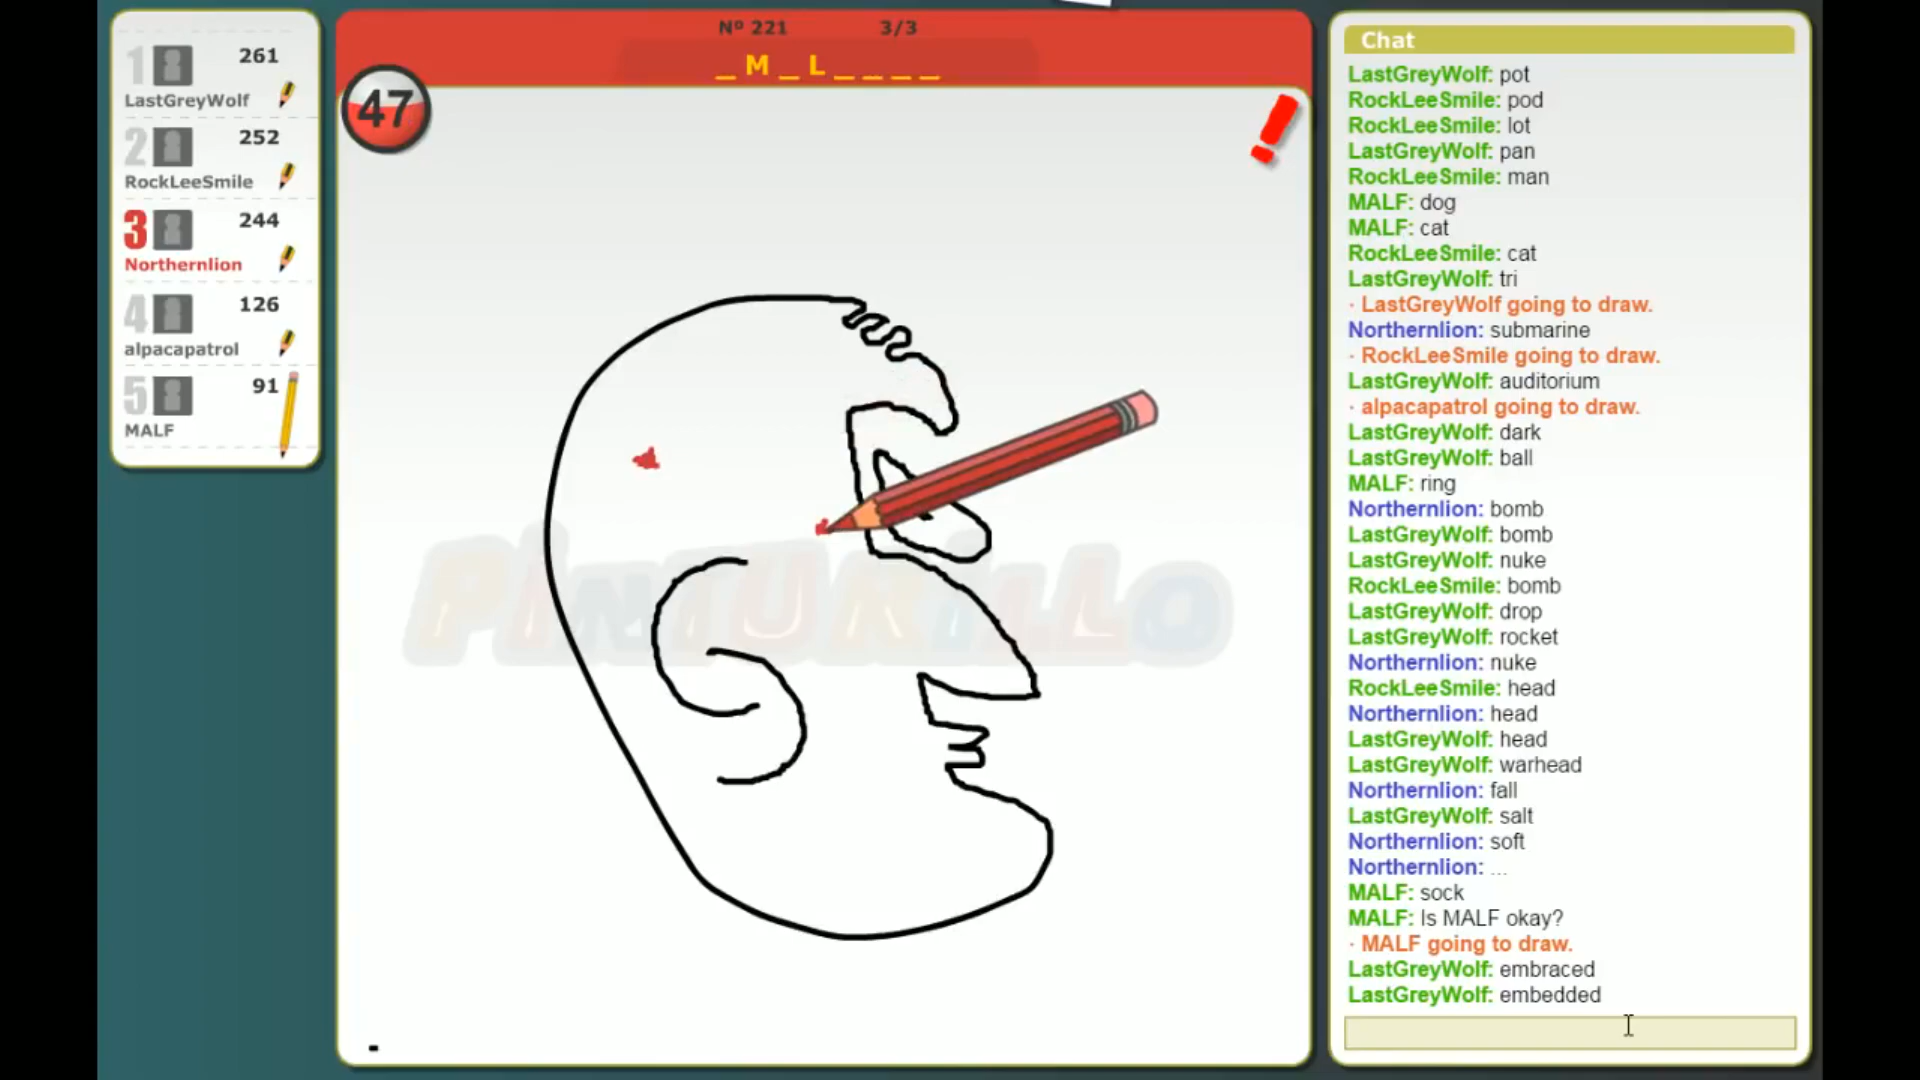 1 261
LastGreyWolf
2 252
RockLeeSmile
3 244
Northernlion
4 126
alpacapatrol
5 91
MALF
Nº 221 3/3
_ M _ L _ _ _ _
47
!
PinTURiLLO
Chat
LastGreyWolf: pot
RockLeeSmile: pod
RockLeeSmile: lot
LastGreyWolf: pan
RockLeeSmile: man
MALF: dog
MALF: cat
RockLeeSmile: cat
LastGreyWolf: tri
· LastGreyWolf going to draw.
Northernlion: submarine
· RockLeeSmile going to draw.
LastGreyWolf: auditorium
· alpacapatrol going to draw.
LastGreyWolf: dark
LastGreyWolf: ball
MALF: ring
Northernlion: bomb
LastGreyWolf: bomb
LastGreyWolf: nuke
RockLeeSmile: bomb
LastGreyWolf: drop
LastGreyWolf: rocket
Northernlion: nuke
RockLeeSmile: head
Northernlion: head
LastGreyWolf: head
LastGreyWolf: warhead
Northernlion: fall
LastGreyWolf: salt
Northernlion: soft
Northernlion: ...
MALF: sock
MALF: Is MALF okay?
· MALF going to draw.
LastGreyWolf: embraced
LastGreyWolf: embedded